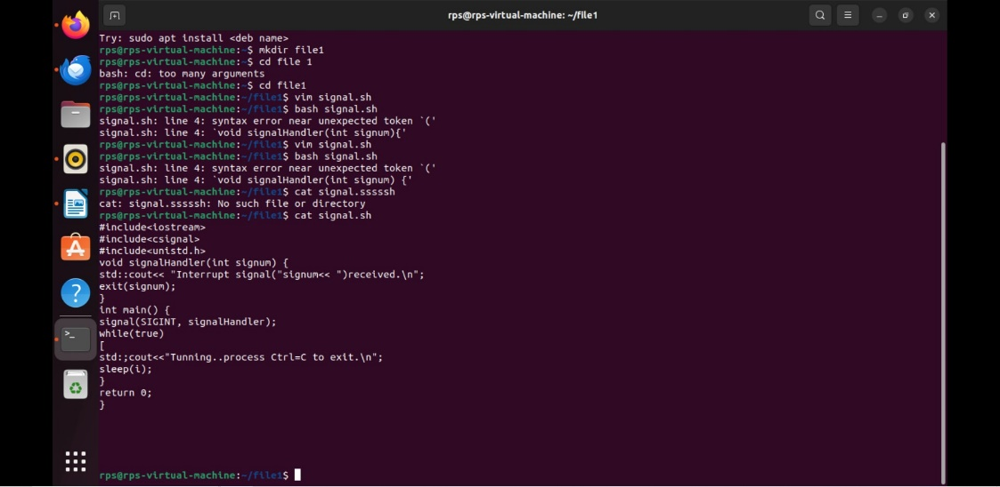 rps@rps-virtual-machine: ~/file1
Try: sudo apt install <deb name>
rps@rps-virtual-machine:~$ mkdir file1
rps@rps-virtual-machine:~$ cd file 1
bash: cd: too many arguments
rps@rps-virtual-machine:~$ cd file1
rps@rps-virtual-machine:~/file1$ vim signal.sh
rps@rps-virtual-machine:~/file1$ bash signal.sh
signal.sh: line 4: syntax error near unexpected token `('
signal.sh: line 4: `void signalHandler(int signum){'
rps@rps-virtual-machine:~/file1$ vim signal.sh
rps@rps-virtual-machine:~/file1$ bash signal.sh
signal.sh: line 4: syntax error near unexpected token `('
signal.sh: line 4: `void signalHandler(int signum) {'
rps@rps-virtual-machine:~/file1$ cat signal.sssssh
cat: signal.sssssh: No such file or directory
rps@rps-virtual-machine:~/file1$ cat signal.sh
#include<iostream>
#include<csignal>
#include<unistd.h>
void signalHandler(int signum) {
std::cout<< "Interrupt signal("signum<< ")received.\n";
exit(signum);
}
int main() {
signal(SIGINT, signalHandler);
while(true)
[
std:;cout<<"Tunning..process Ctrl=C to exit.\n";
sleep(i);
}
return 0;
}
rps@rps-virtual-machine:~/file1$